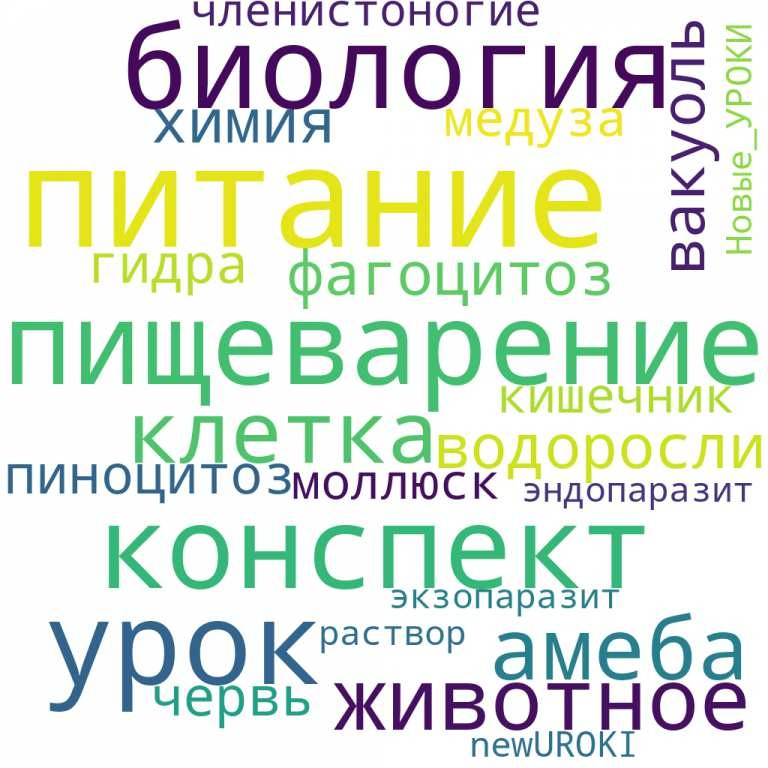 членистоногие
биология
вакуоль
Новые_УРОКИ
химия
медуза
питание
гидра
фагоцитоз
пищеварение
кишечник
клетка
водоросли
пиноцитоз
моллюск
эндопаразит
конспект
экзопаразит
урок
раствор
амеба
червь
животное
newUROKI